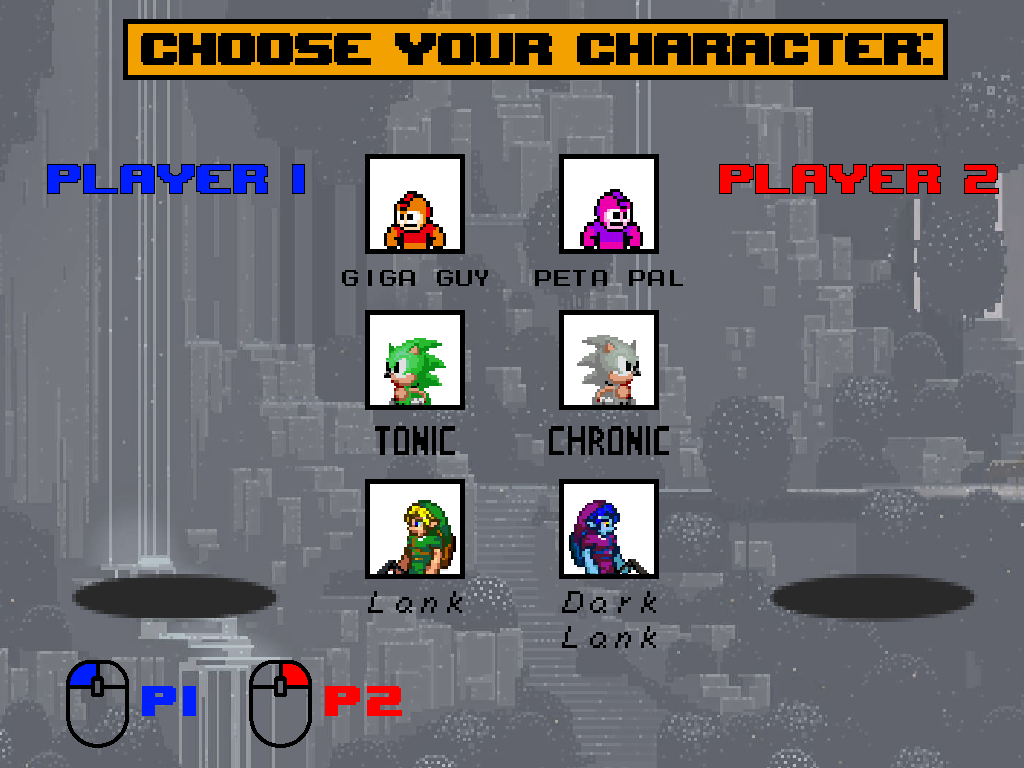 CHOOSE YOUR CHARACTER:
PLAYER 1
PLAYER 2
GIGA GUY
PETA PAL
TONIC
CHRONIC
Lank
Dark
Lank
P1
P2